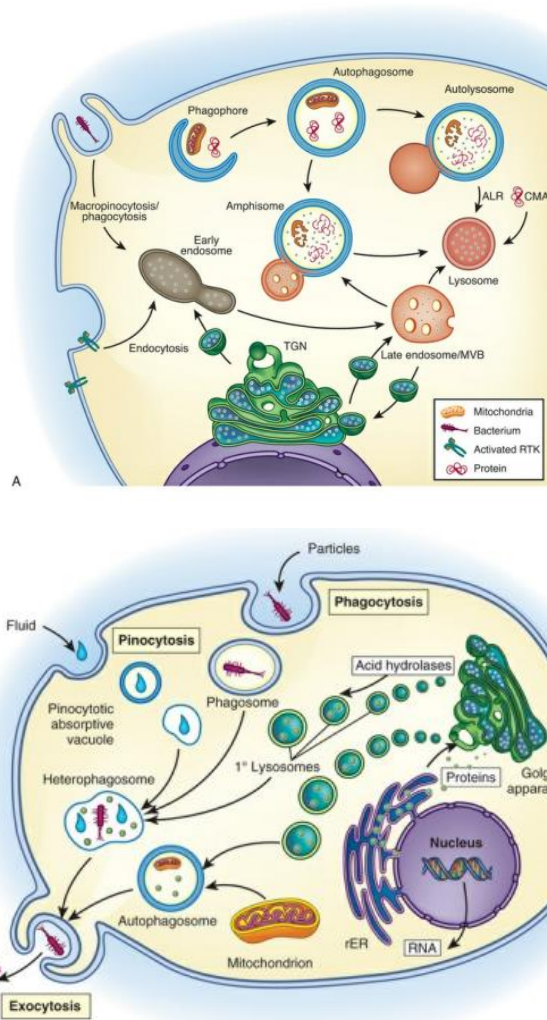 Autophagosome
Autolysosome
Phagophore
Macropinocytosis/
phagocytosis
Amphisome
ALR
CMA
Early
endosome
Lysosome
Endocytosis
TGN
Late endosome/MVB
Mitochondria
Bacterium
Activated RTK
Protein
A
Particles
Phagocytosis
Fluid
Pinocytosis
Acid hydrolases
Pinocytotic
absorptive
vacuole
Phagosome
1° Lysosomes
Heterophagosome
Proteins
Golg
appara
Nucleus
Autophagosome
rER
RNA
Mitochondrion
Exocytosis